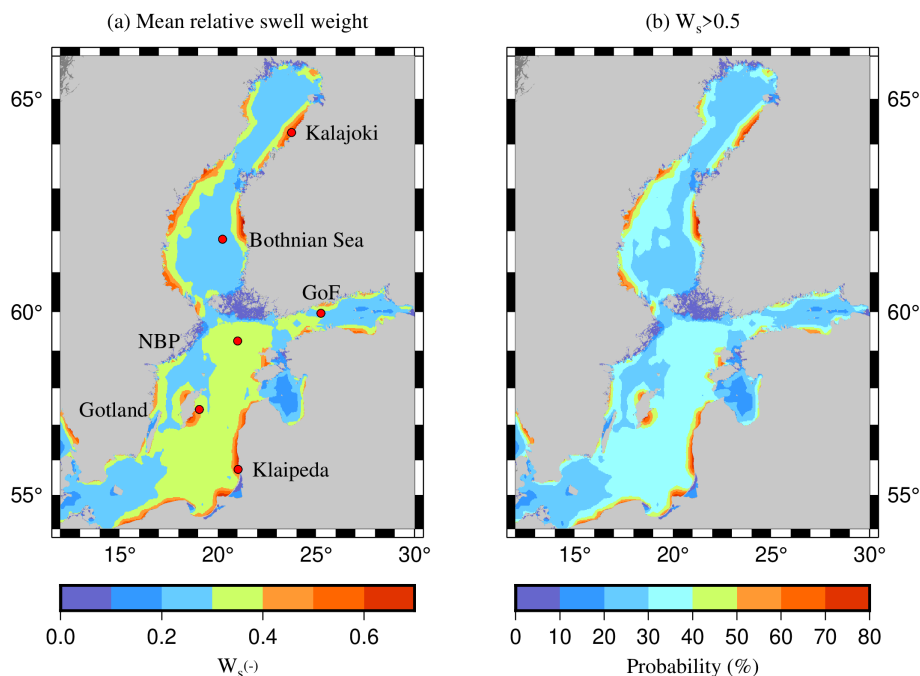 (a) Mean relative swell weight
(b) Wₛ>0.5
65°
65°
Kalajoki
Bothnian Sea
GoF
60°
60°
NBP
Gotland
Klaipeda
55°
55°
15° 20° 25° 30°
15° 20° 25° 30°
0.0 0.2 0.4 0.6
0 10 20 30 40 50 60 70 80
Wₛ(-)
Probability (%)